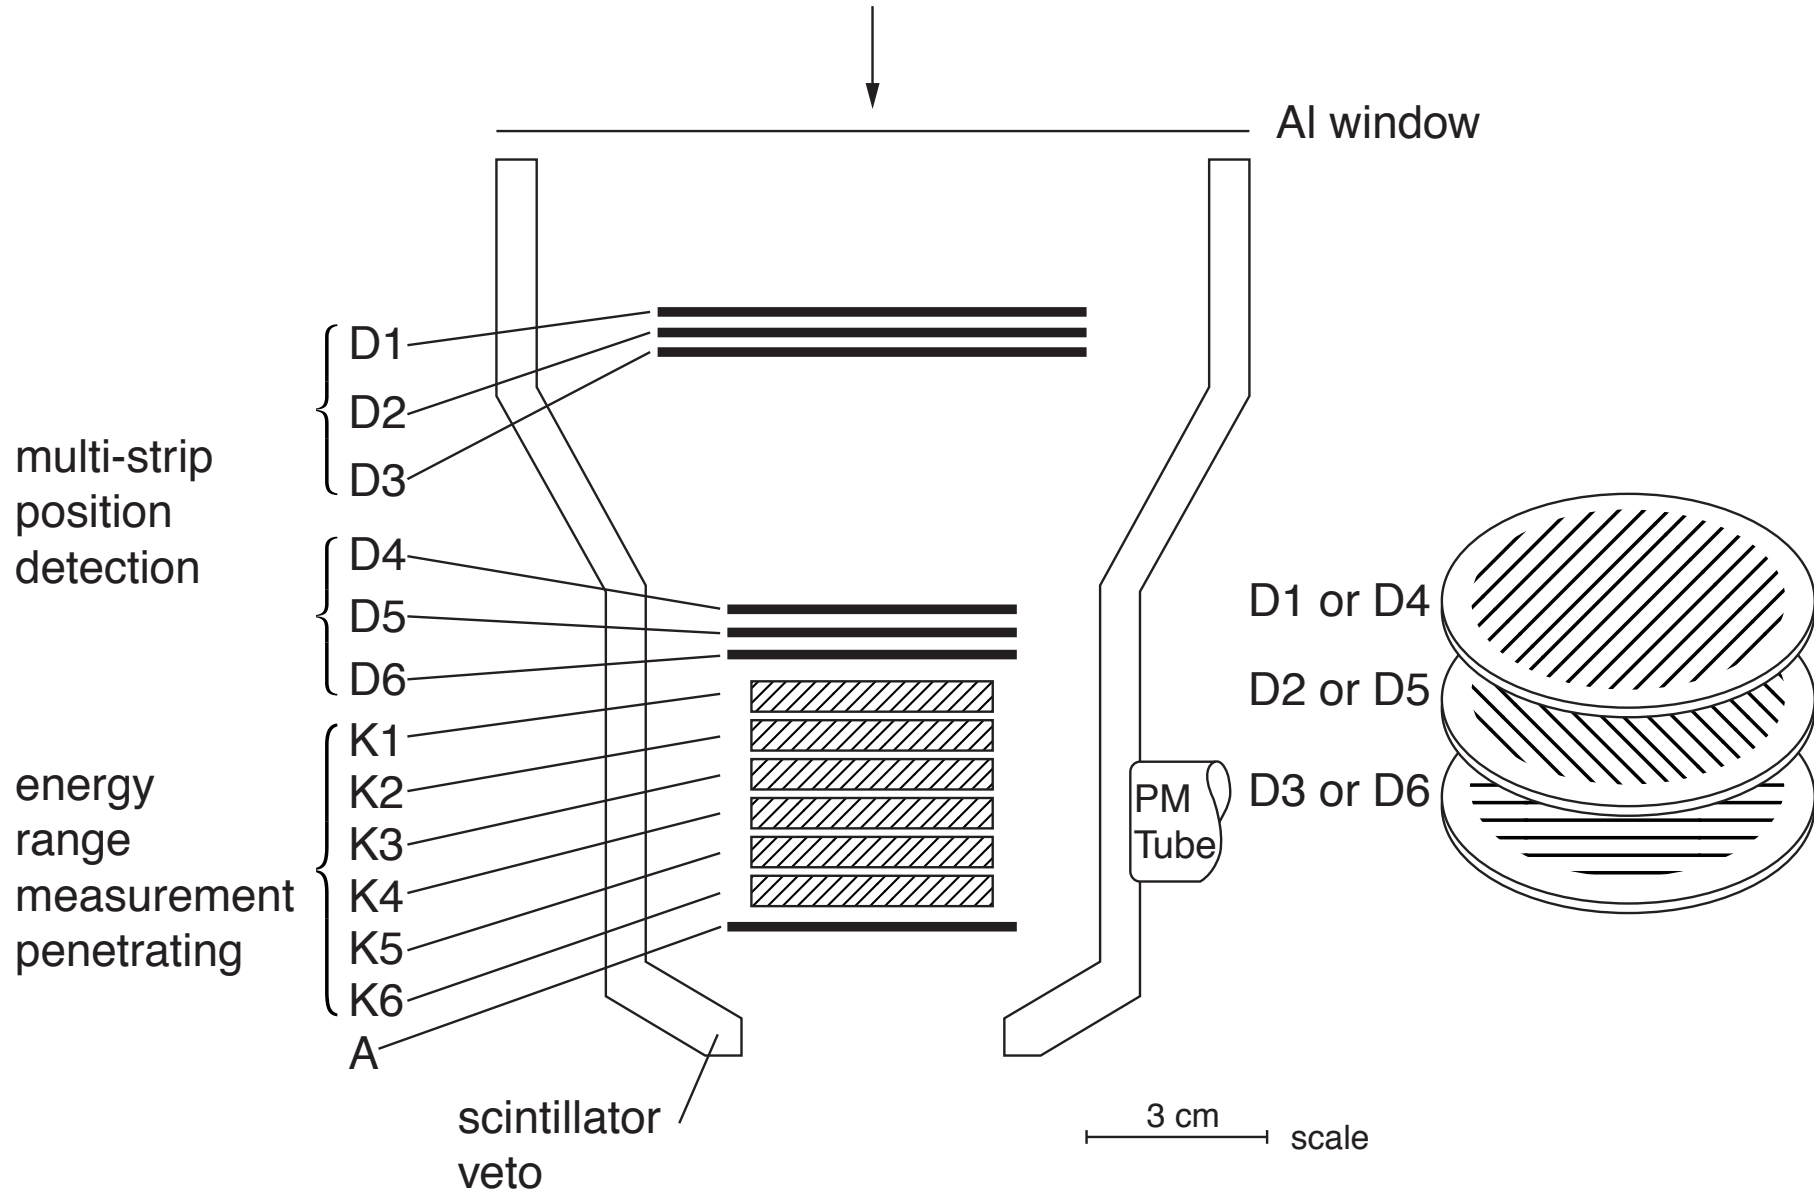 Al window
D1
D2
D3
multi-strip
position
detection
D4
D5
D6
K1
K2
K3
K4
K5
K6
A
energy
range
measurement
penetrating
scintillator
veto
PM
Tube
D1 or D4
D2 or D5
D3 or D6
3 cm
scale